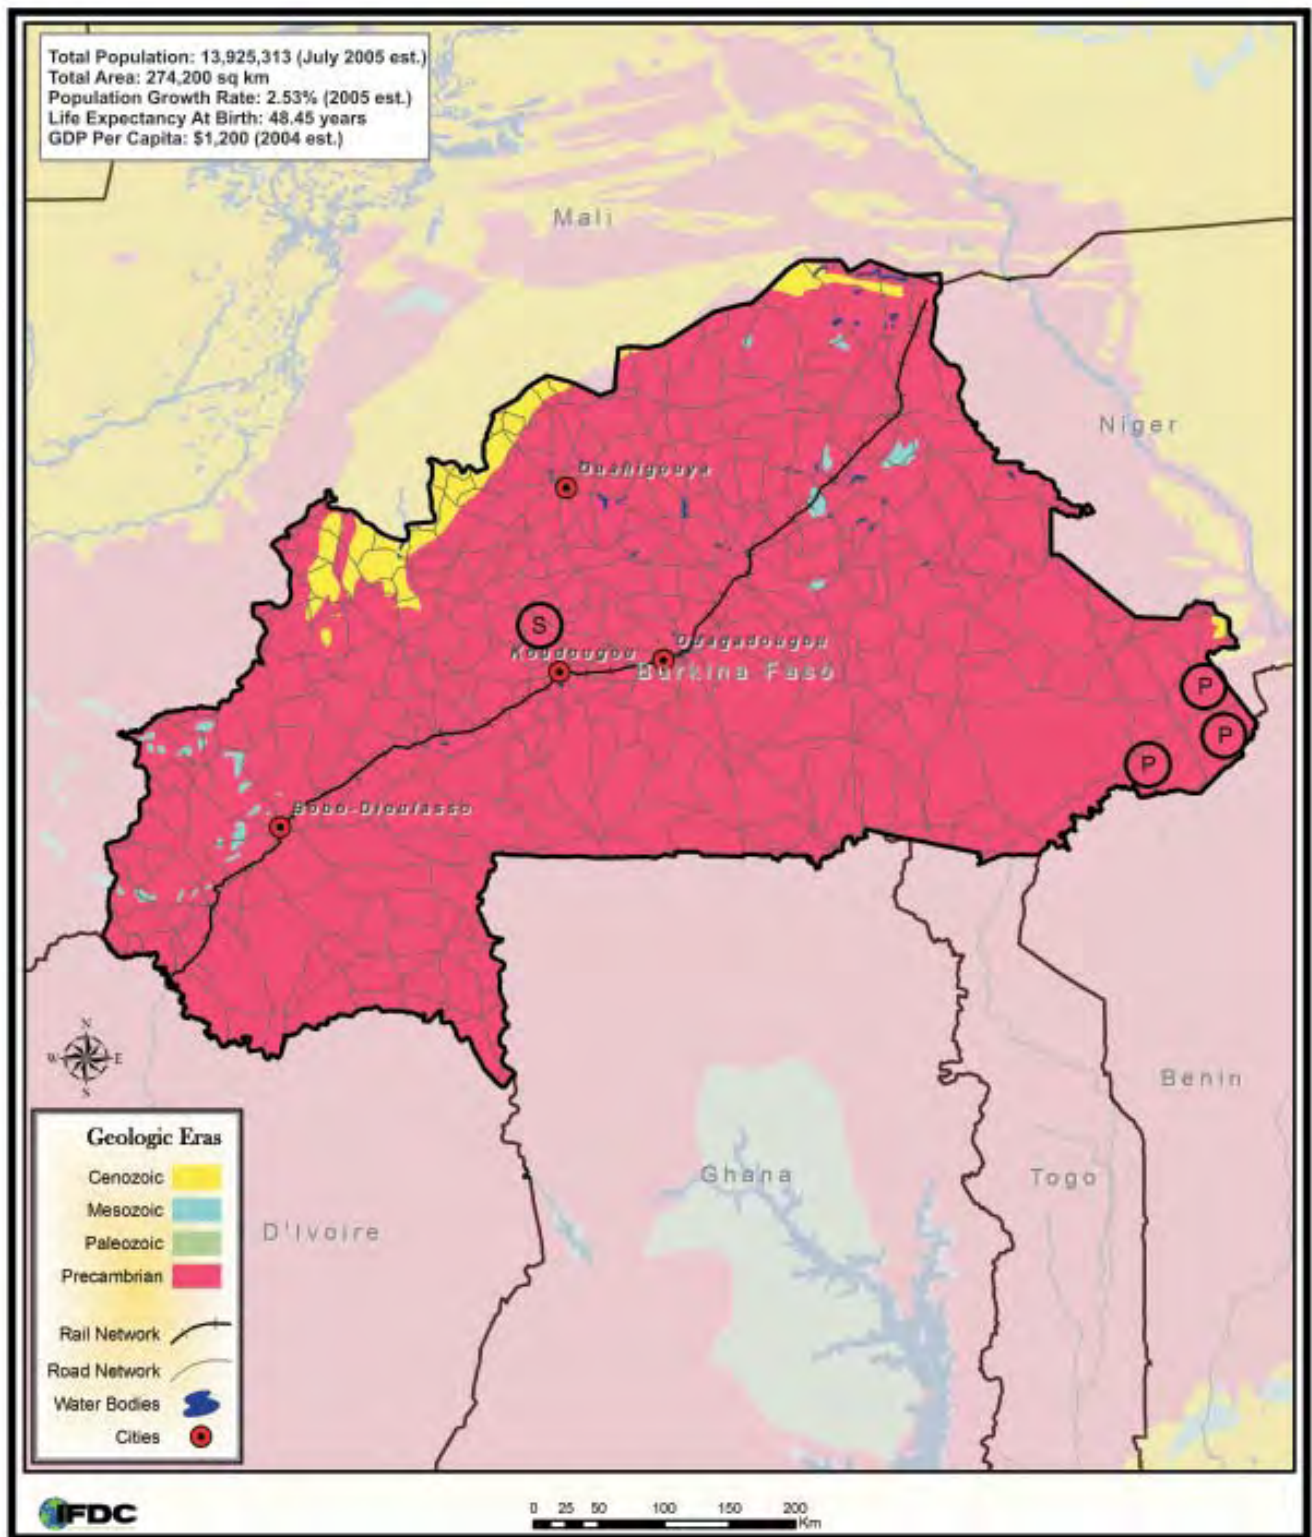 Total Population: 13,925,313 (July 2005 est.)
Total Area: 274,200 sq km
Population Growth Rate: 2.53% (2005 est.)
Life Expectancy At Birth: 48.45 years
GDP Per Capita: $1,200 (2004 est.)
Mali
Niger
Ouahigouya
S
Koudougou
Ouagadougou
Burkina Faso
P
P
P
Bobo-Dioulasso
N
W
E
S
Benin
Ghana
Togo
D'Ivoire
Geologic Eras
Cenozoic
Mesozoic
Paleozoic
Precambrian
Rail Network
Road Network
Water Bodies
Cities
IFDC
0 25 50 100 150 200
Km